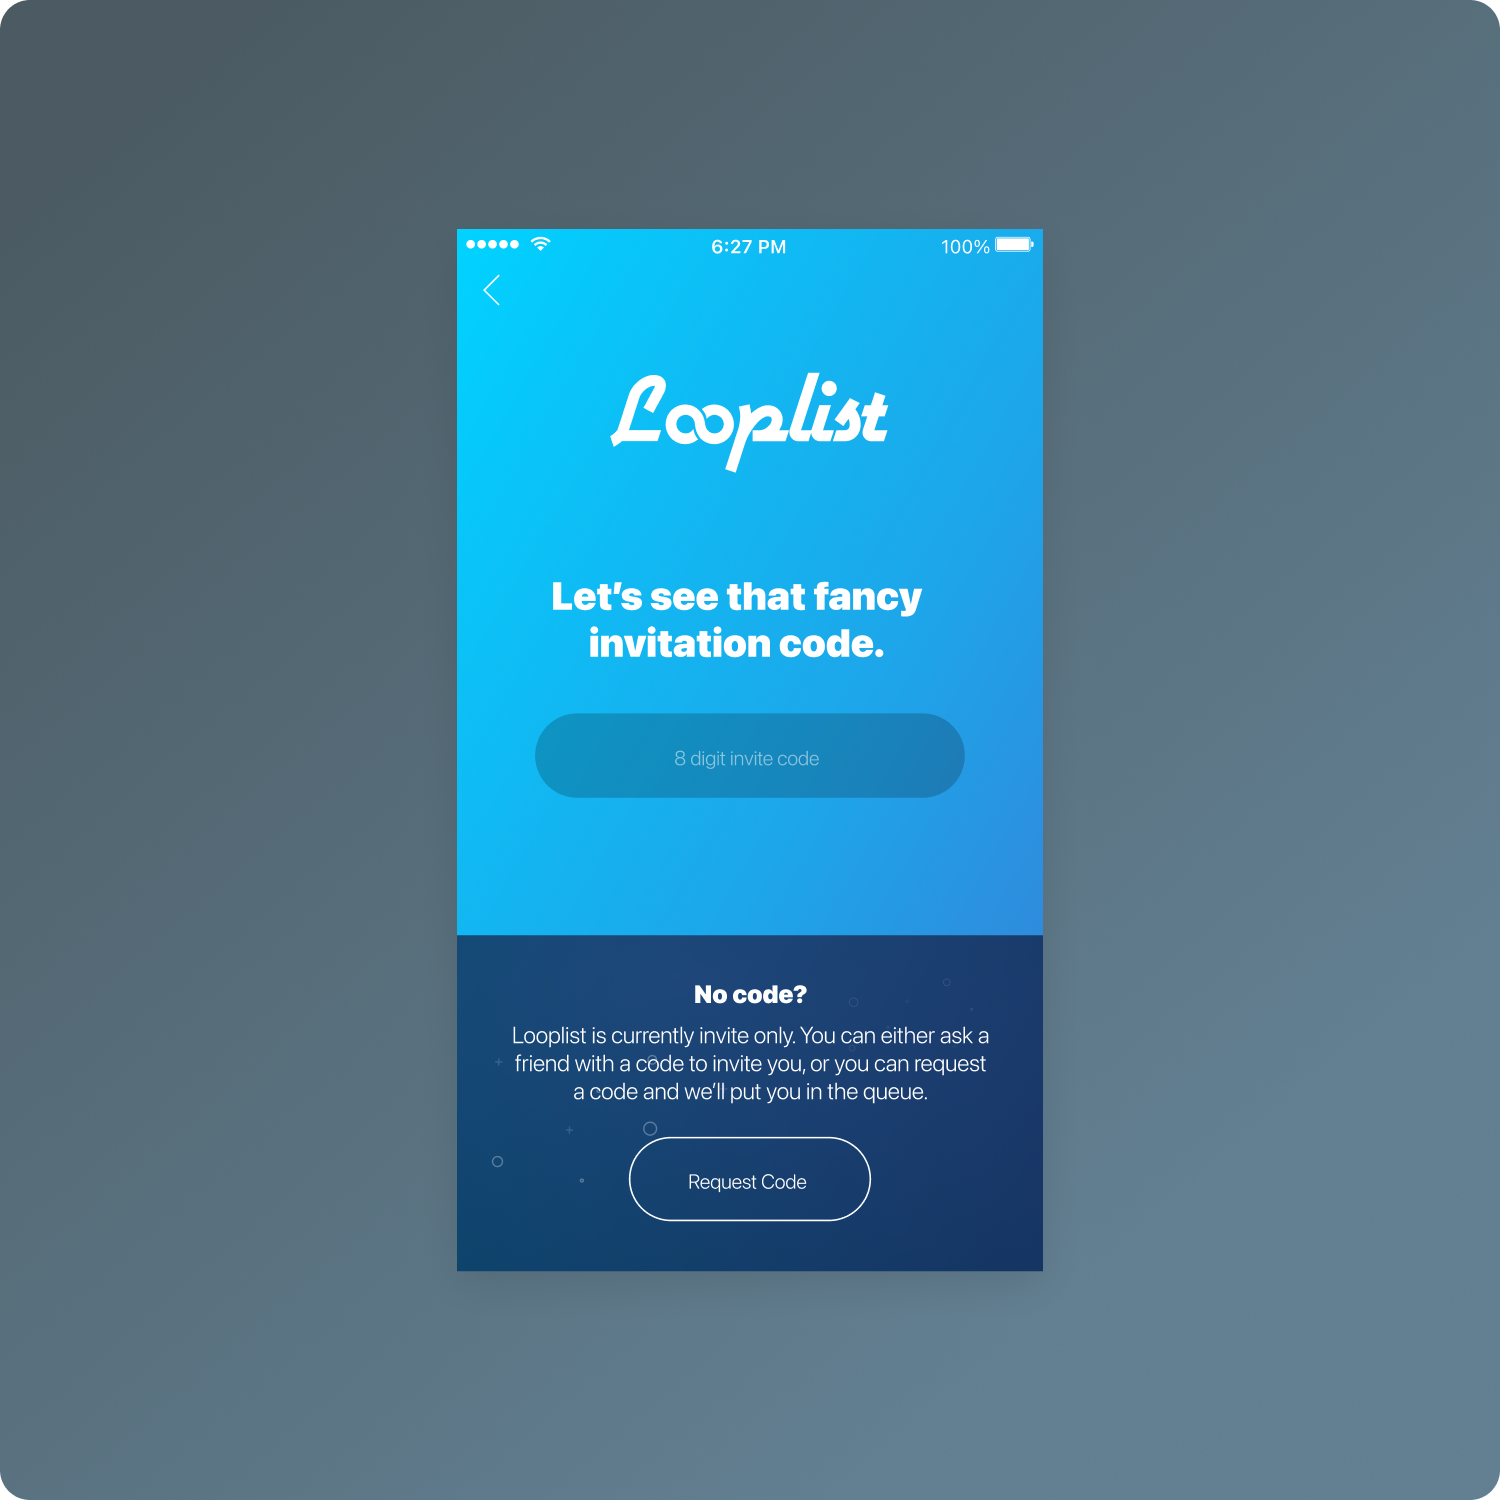 6:27 PM
100%
Looplist
Let’s see that fancy
invitation code.
8 digit invite code
No code?
Looplist is currently invite only. You can either ask a
friend with a code to invite you, or you can request
a code and we’ll put you in the queue.
Request Code